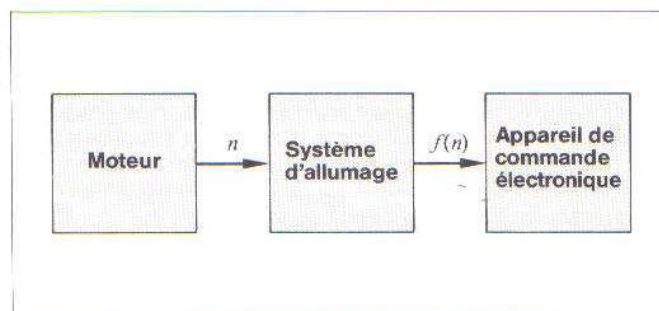 Moteur
n
Système
d'allumage
f(n)
Appareil de
commande
électronique